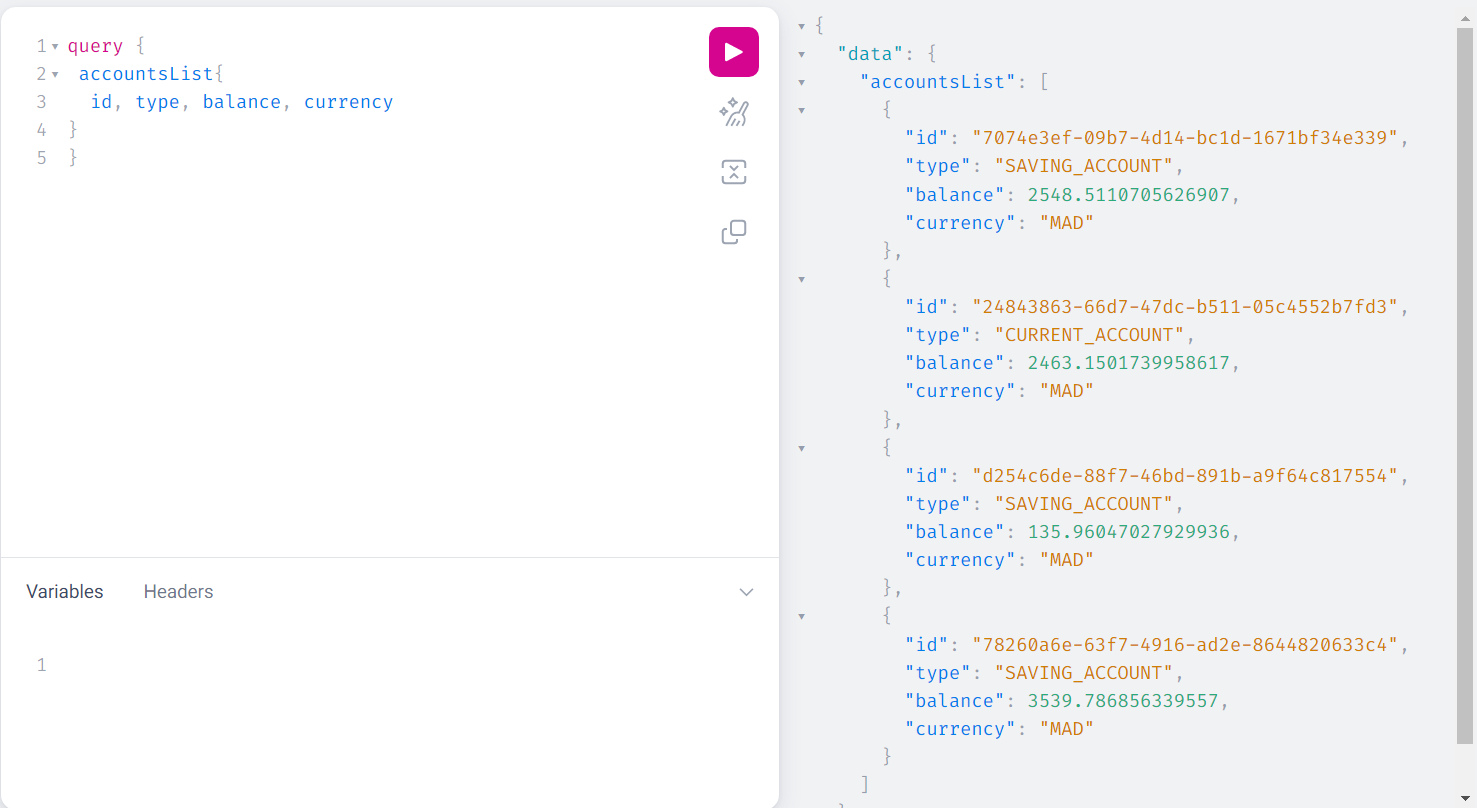 1 query {
2 accountsList{
3 id, type, balance, currency
4 }
5 }
Variables Headers
1
{
"data": {
"accountsList": [
{
"id": "7074e3ef-09b7-4d14-bc1d-1671bf34e339",
"type": "SAVING_ACCOUNT",
"balance": 2548.5110705626907,
"currency": "MAD"
},
{
"id": "24843863-66d7-47dc-b511-05c4552b7fd3",
"type": "CURRENT_ACCOUNT",
"balance": 2463.1501739958617,
"currency": "MAD"
},
{
"id": "d254c6de-88f7-46bd-891b-a9f64c817554",
"type": "SAVING_ACCOUNT",
"balance": 135.96047027929936,
"currency": "MAD"
},
{
"id": "78260a6e-63f7-4916-ad2e-8644820633c4",
"type": "SAVING_ACCOUNT",
"balance": 3539.786856339557,
"currency": "MAD"
}
]